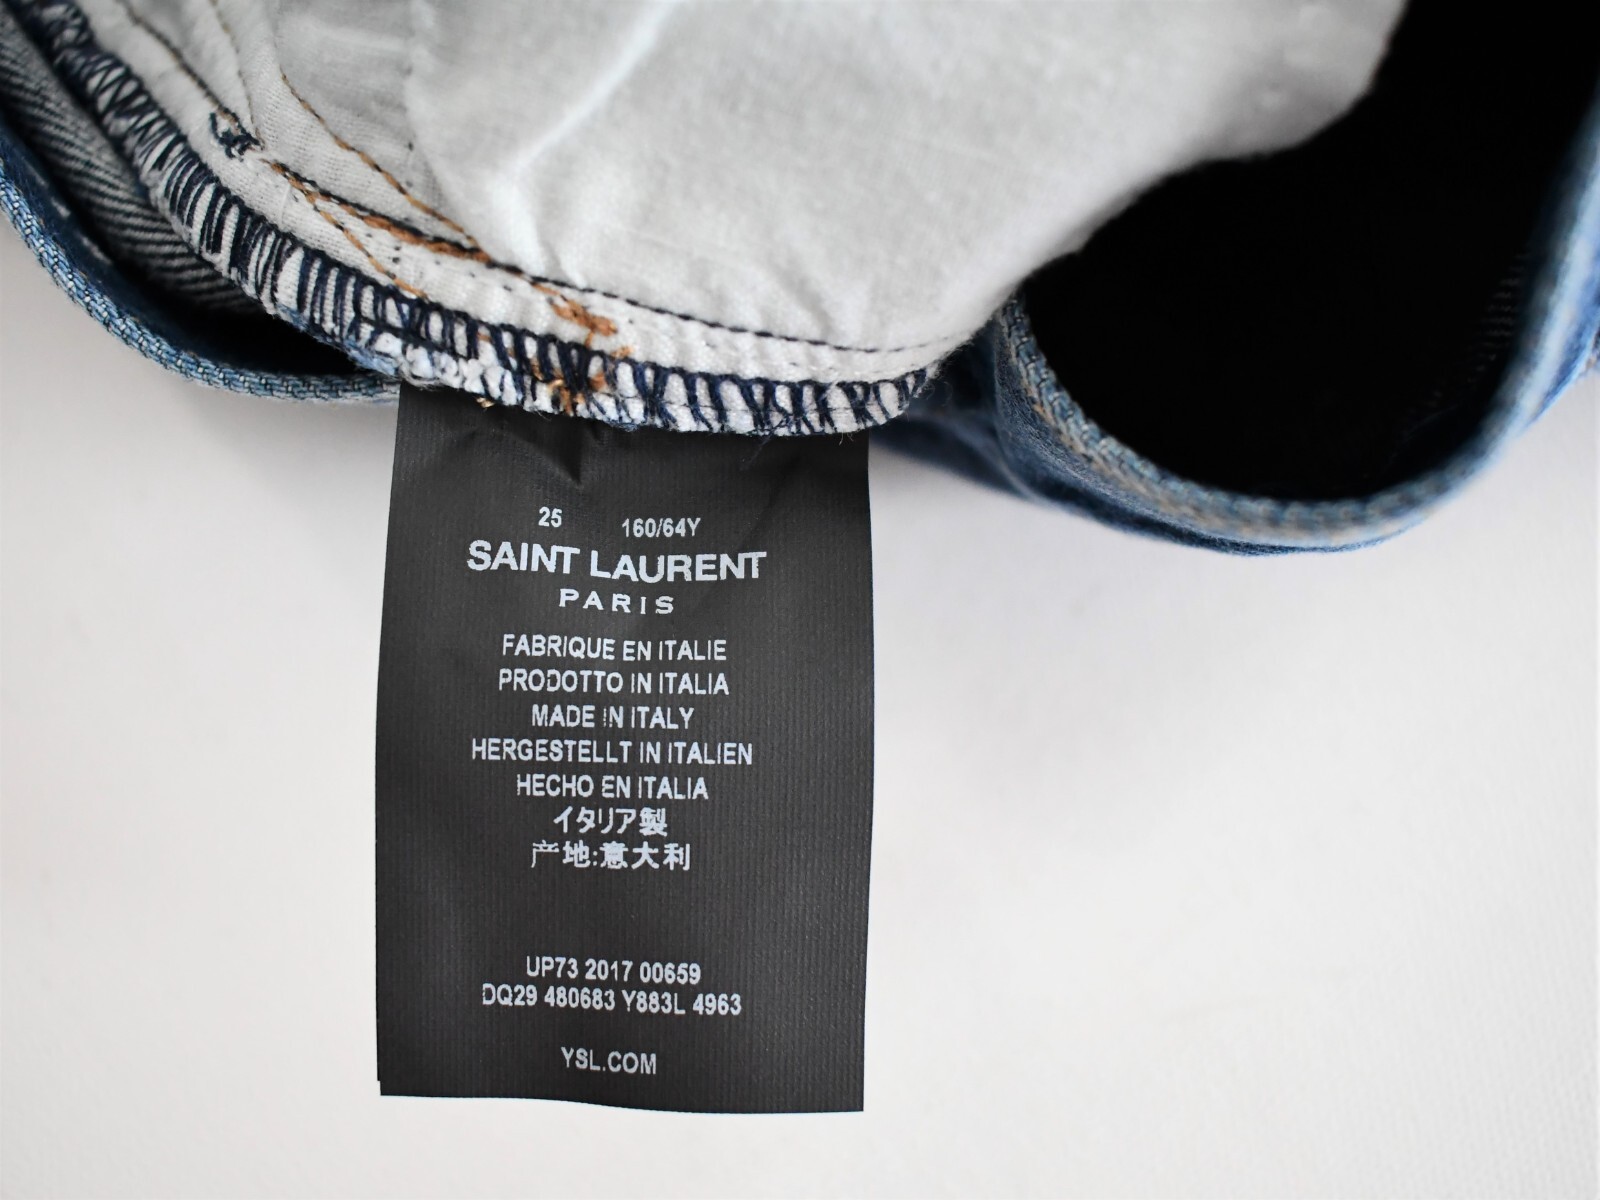 25 160/64Y
SAINT LAURENT
PARIS
FABRIQUE EN ITALIE
PRODOTTO IN ITALIA
MADE IN ITALY
HERGESTELLT IN ITALIEN
HECHO EN ITALIA
イタリア製
产地:意大利
UP73 2017 00659
DQ29 480683 Y883L 4963
YSL.COM